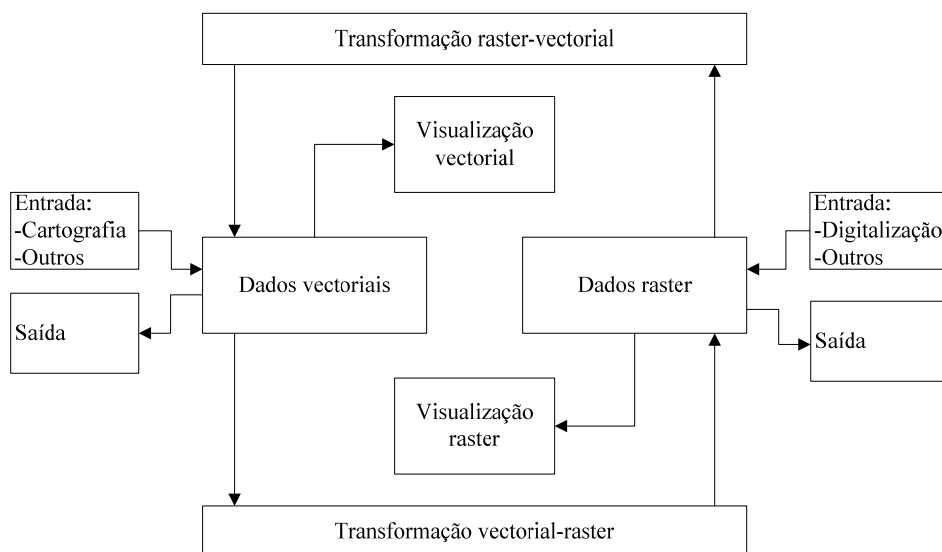 Transformação raster-vectorial
Visualização
vectorial
Entrada:
-Cartografia
-Outros
Entrada:
-Digitalização
-Outros
Dados vectoriais
Dados raster
Saída
Saída
Visualização
raster
Transformação vectorial-raster